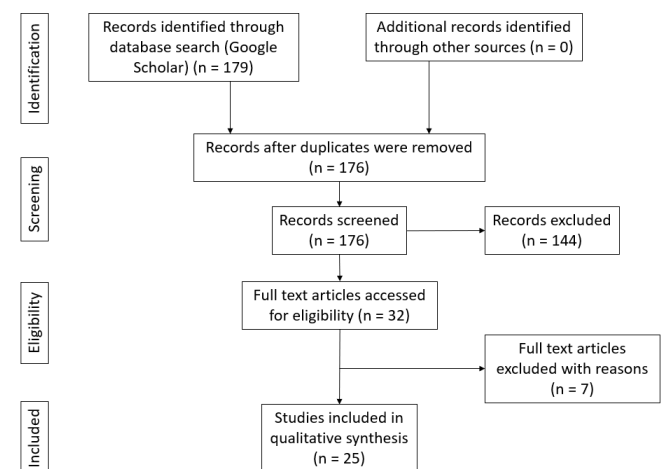 Identification
Records identified through
database search (Google
Scholar) (n = 179)
Additional records identified
through other sources (n = 0)
Records after duplicates were removed
(n = 176)
Screening
Records screened
(n = 176)
Records excluded
(n = 144)
Eligibility
Full text articles accessed
for eligibility (n = 32)
Full text articles
excluded with reasons
(n = 7)
Included
Studies included in
qualitative synthesis
(n = 25)